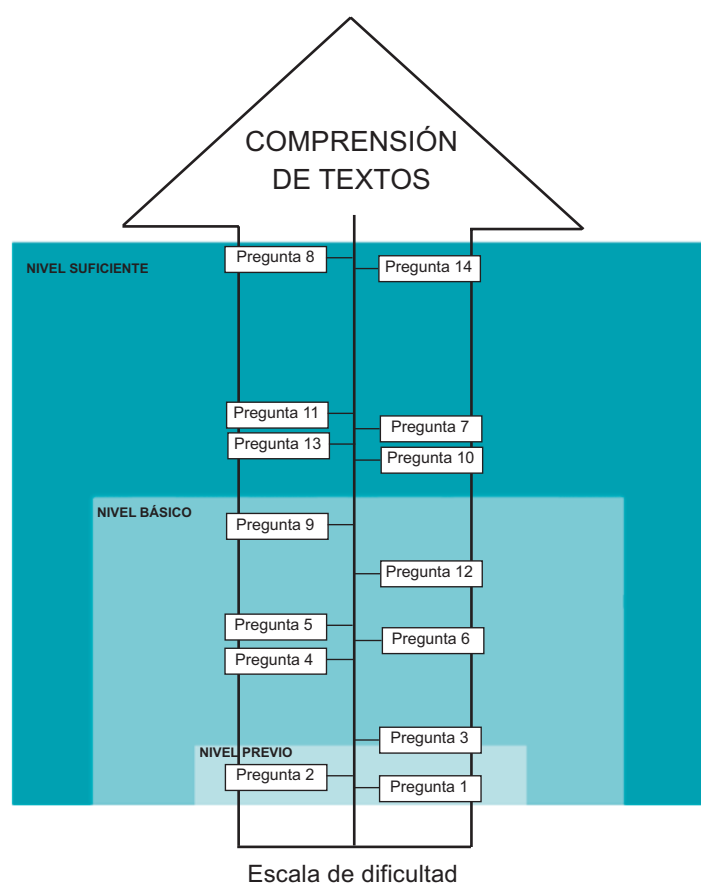 COMPRENSIÓN
DE TEXTOS
Pregunta 8
NIVEL SUFICIENTE
Pregunta 14
Pregunta 11
Pregunta 7
Pregunta 13
Pregunta 10
NIVEL BÁSICO
Pregunta 9
Pregunta 12
Pregunta 5
Pregunta 6
Pregunta 4
Pregunta 3
NIVEL PREVIO
Pregunta 2
Pregunta 1
Escala de dificultad